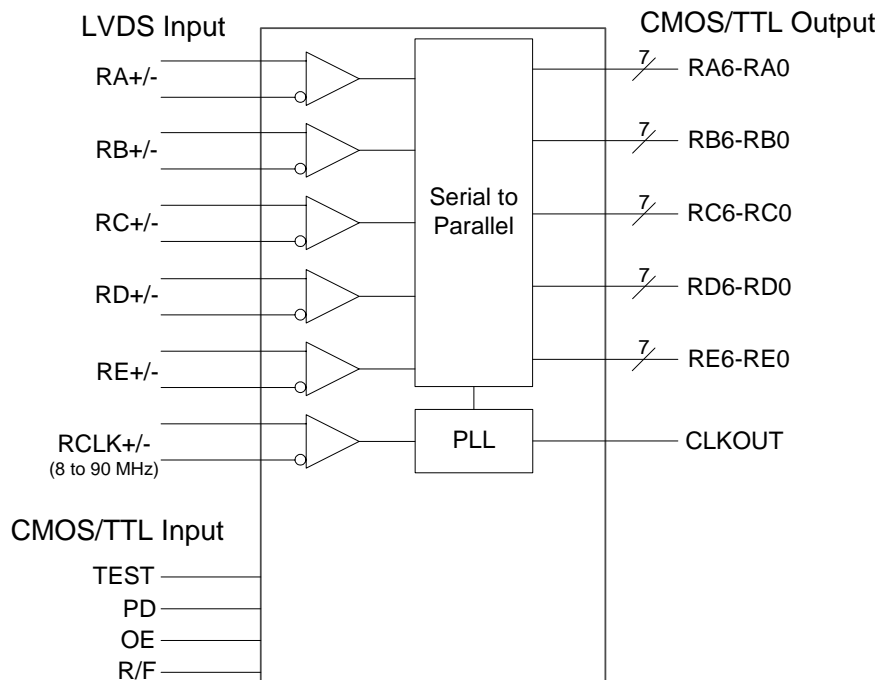 LVDS Input
CMOS/TTL Output
RA+/-
7
RA6-RA0
RB+/-
7
RB6-RB0
RC+/-
Serial to
Parallel
7
RC6-RC0
RD+/-
7
RD6-RD0
RE+/-
7
RE6-RE0
RCLK+/-
(8 to 90 MHz)
PLL
CLKOUT
CMOS/TTL Input
TEST
PD
OE
R/F